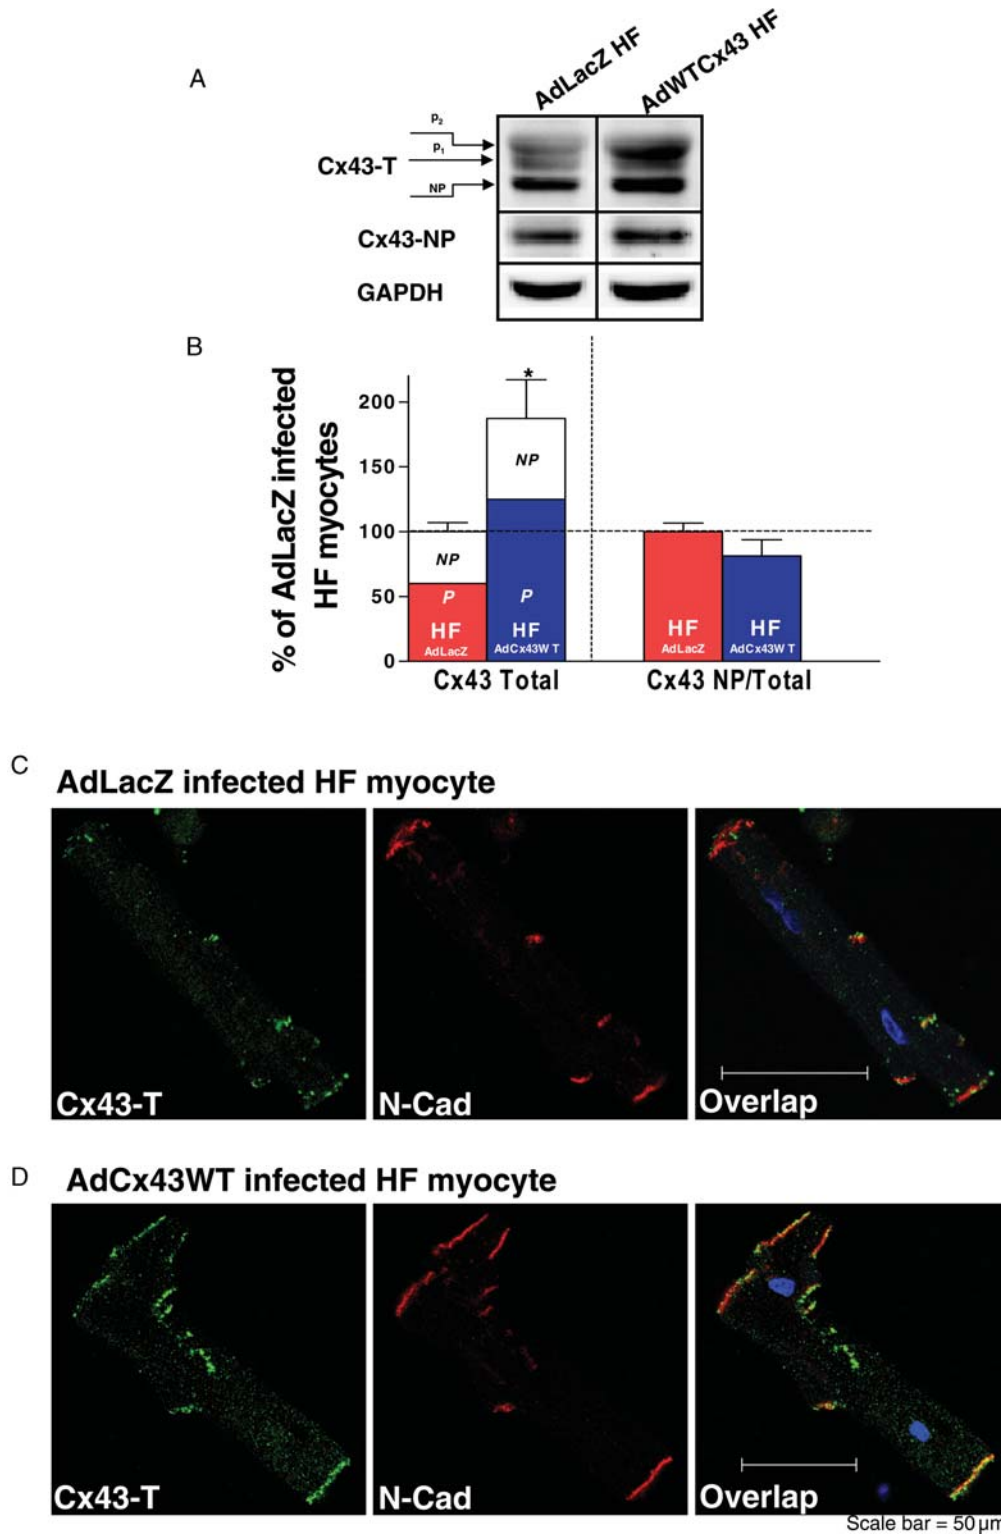 A
AdLacZ HF
AdWTCx43 HF
p2
p1
NP
Cx43-T
Cx43-NP
GAPDH
B
% of AdLacZ infected
HF myocytes
200
150
100
50
0
*
NP
P
HF
AdLacZ
NP
P
HF
AdCx43W T
HF
AdLacZ
HF
AdCx43W T
Cx43 Total
Cx43 NP/Total
C
AdLacZ infected HF myocyte
Cx43-T
N-Cad
Overlap
D
AdCx43WT infected HF myocyte
Cx43-T
N-Cad
Overlap
Scale bar = 50 µm